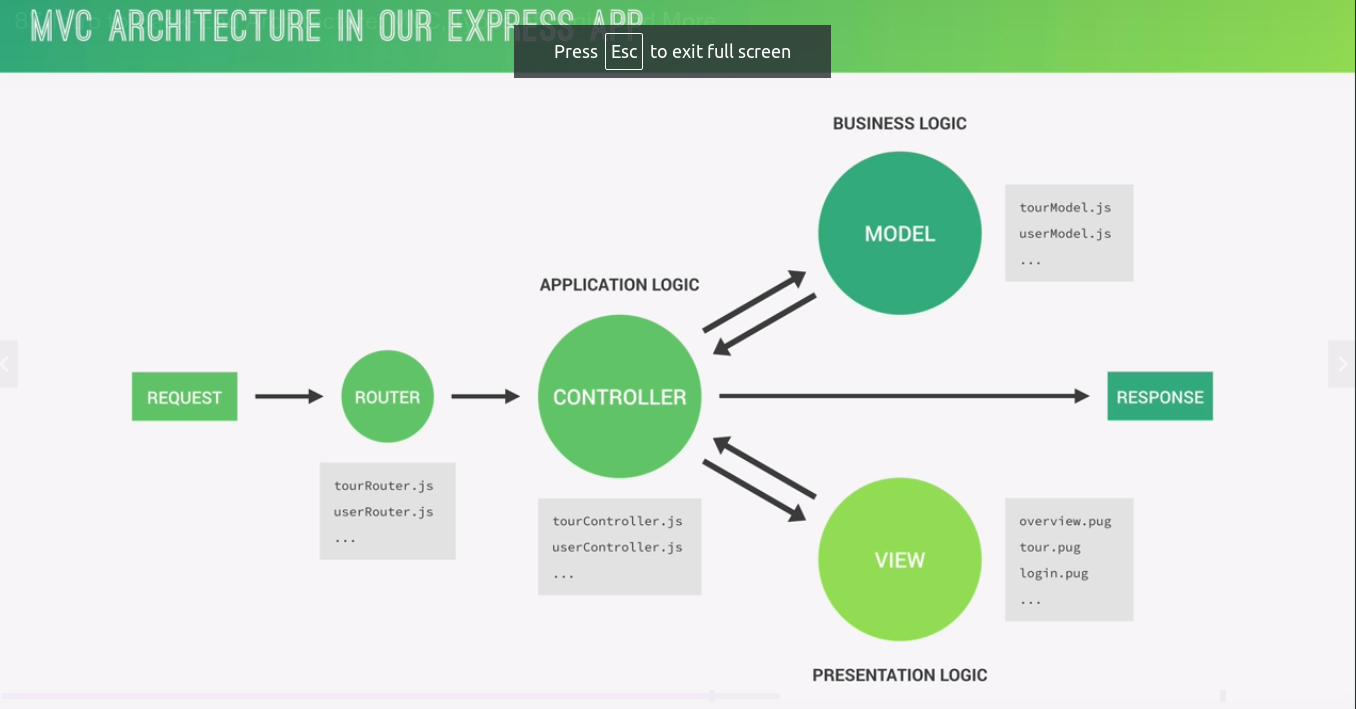 MVC ARCHITECTURE IN OUR EXPRESS APP
Press Esc to exit full screen
BUSINESS LOGIC
MODEL
tourModel.js
userModel.js
...
APPLICATION LOGIC
REQUEST
ROUTER
CONTROLLER
RESPONSE
tourRouter.js
userRouter.js
...
tourController.js
userController.js
...
VIEW
overview.pug
tour.pug
login.pug
...
PRESENTATION LOGIC